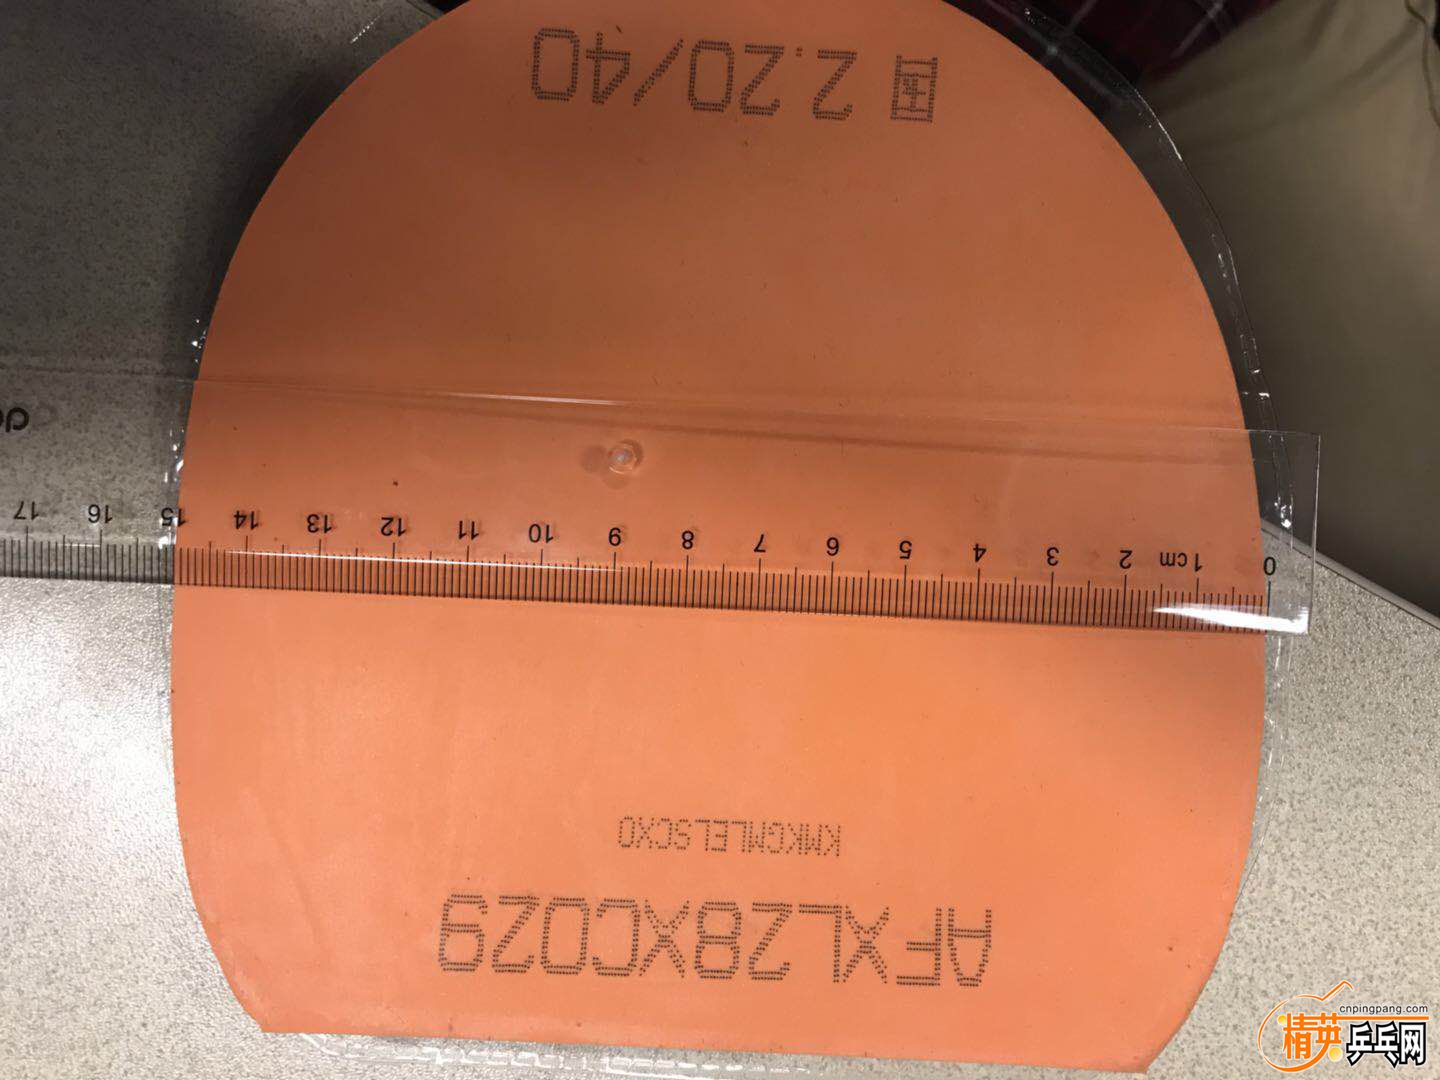 AFXL28XC029
KMKGMLELSCXO
0 1cm 2 3 4 5 6 7 8 9 10 11 12 13 14 15 16 17
2.20/40
cnpingpang.com
精英乒乓网